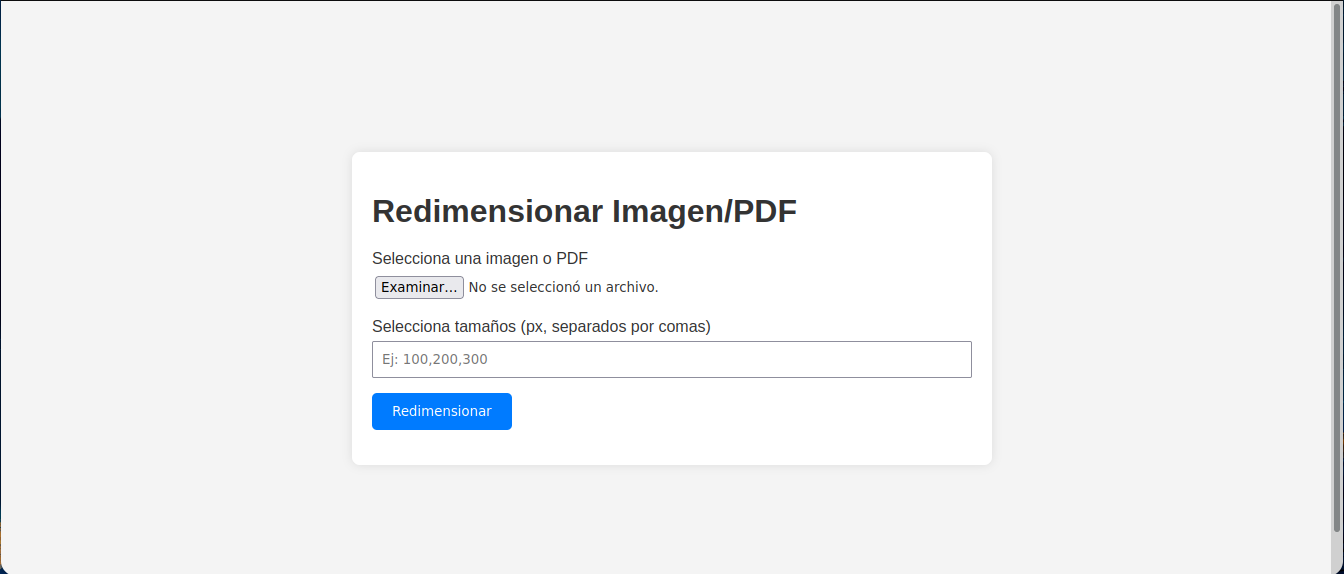 Redimensionar Imagen/PDF
Selecciona una imagen o PDF
Examinar... No se seleccionó un archivo.
Selecciona tamaños (px, separados por comas)
Ej: 100,200,300
Redimensionar